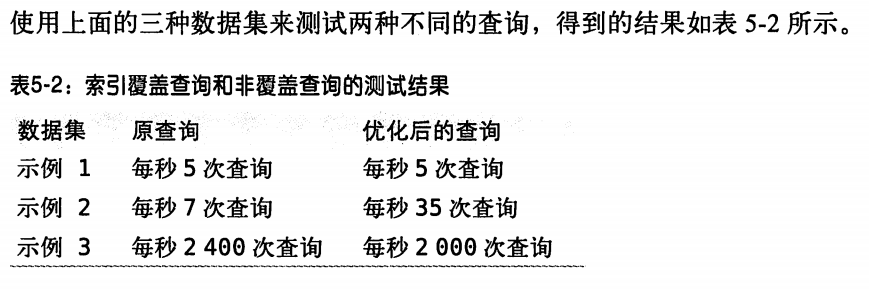 使用上面的三种数据集来测试两种不同的查询，得到的结果如表 5-2 所示。
表5-2：索引覆盖查询和非覆盖查询的测试结果
数据集 原查询 优化后的查询
示例 1 每秒 5 次查询 每秒 5 次查询
示例 2 每秒 7 次查询 每秒 35 次查询
示例 3 每秒 2 400 次查询 每秒 2 000 次查询